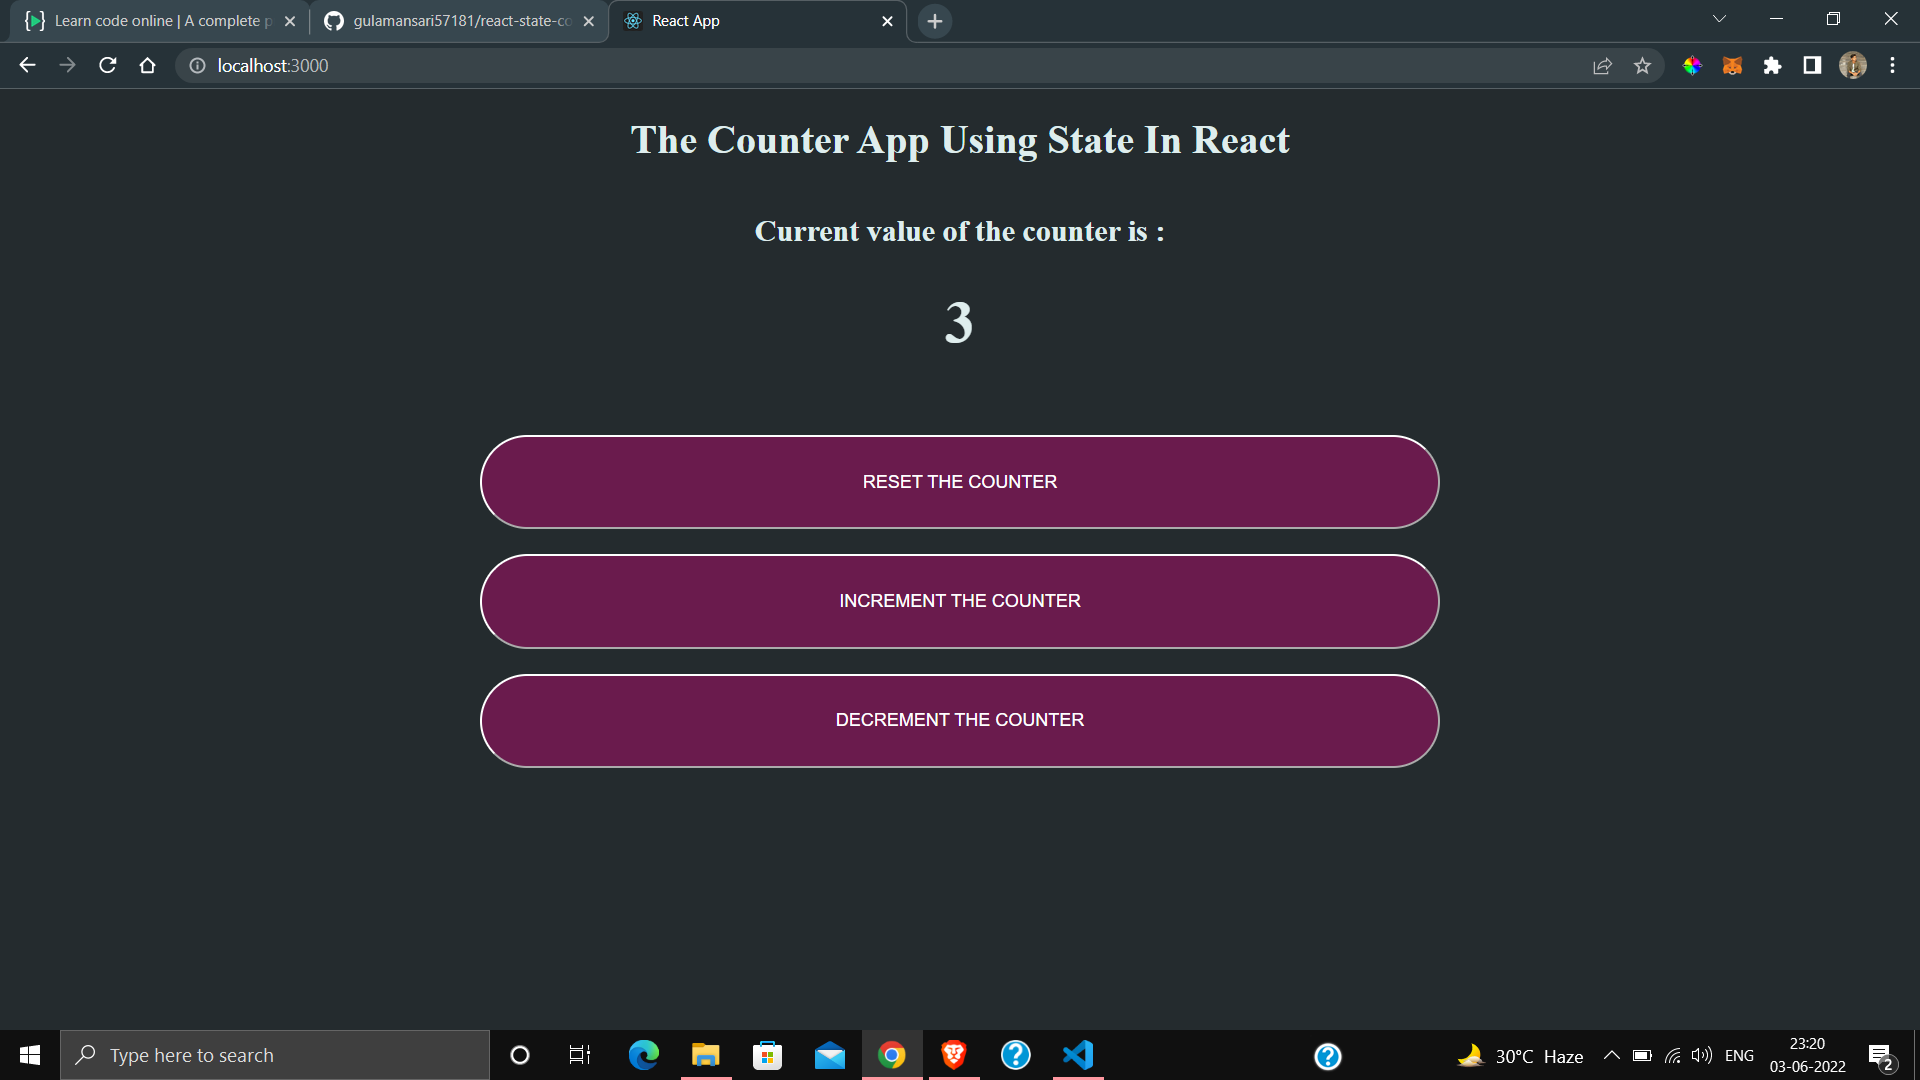 Learn code online | A complete p
gulamansari57181/react-state-co
React App
localhost:3000
The Counter App Using State In React
Current value of the counter is :
3
RESET THE COUNTER
INCREMENT THE COUNTER
DECREMENT THE COUNTER
Type here to search
30°C Haze
ENG
23:20
03-06-2022
2